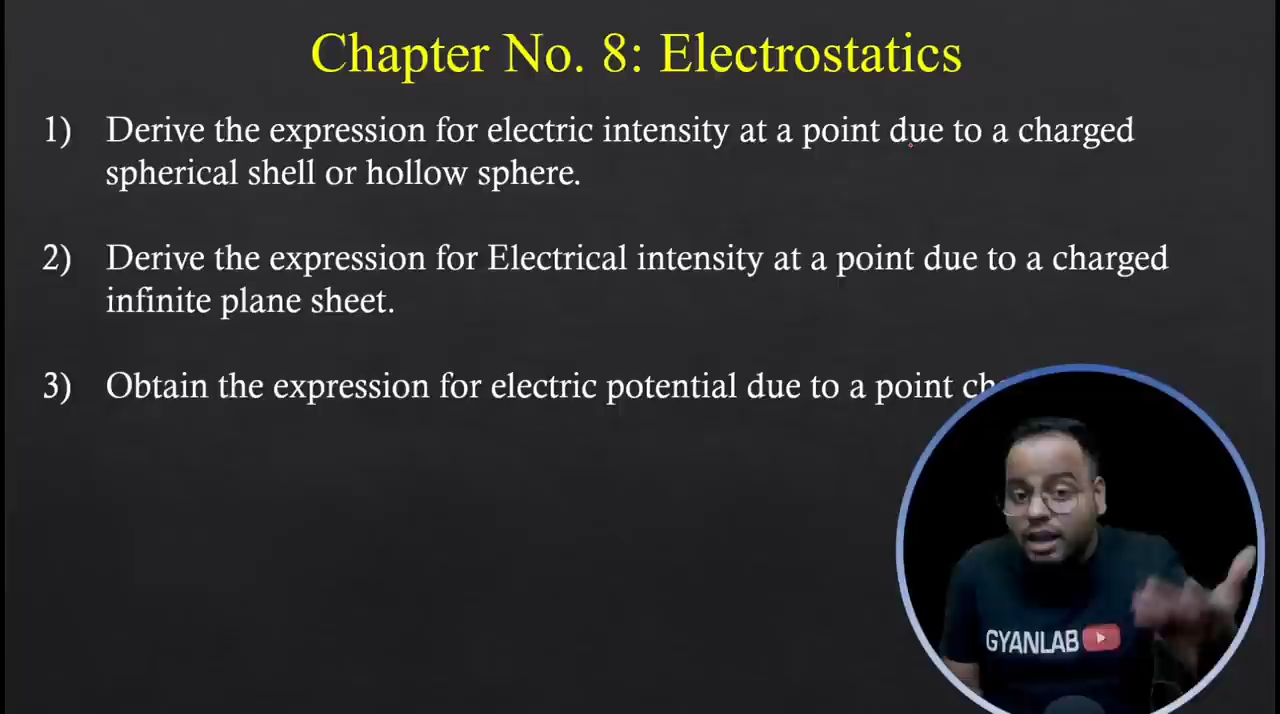 Chapter No. 8: Electrostatics
1) Derive the expression for electric intensity at a point due to a charged
spherical shell or hollow sphere.
2) Derive the expression for Electrical intensity at a point due to a charged
infinite plane sheet.
3) Obtain the expression for electric potential due to a point
GYANLAB